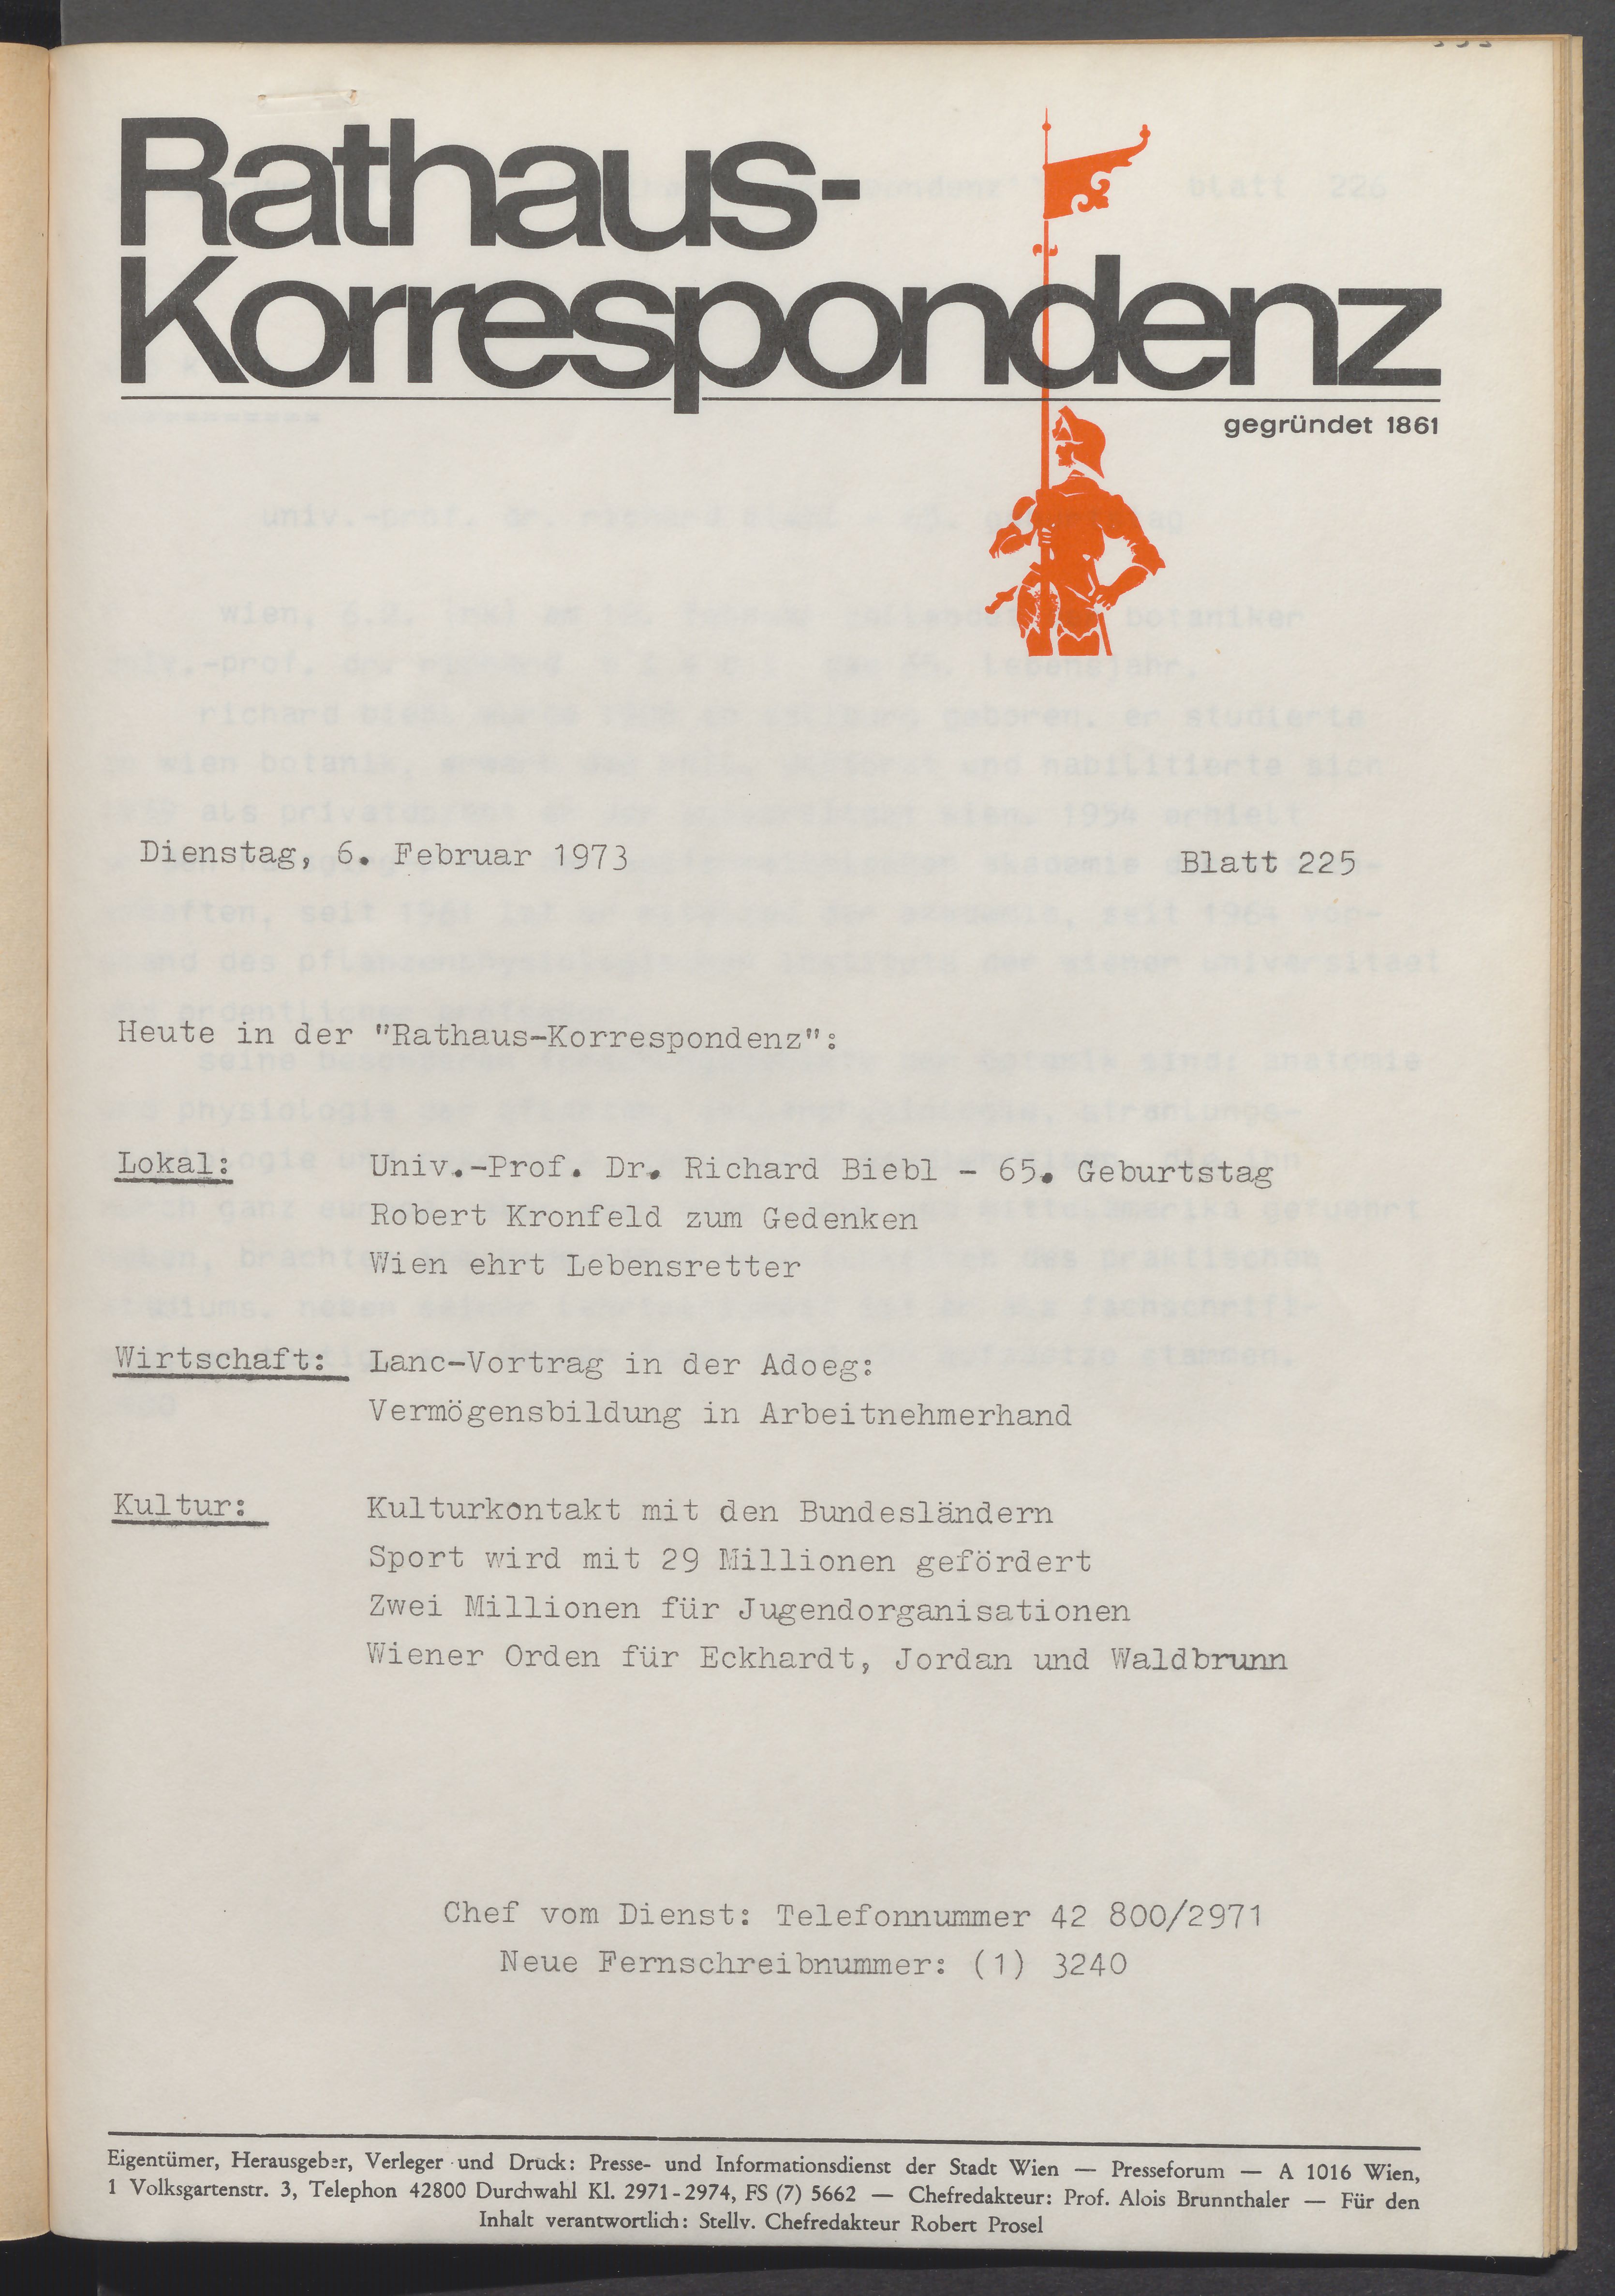 Rathaus-
Korrespondenz
gegründet 1861
Dienstag, 6. Februar 1973 Blatt 225
Heute in der "Rathaus-Korrespondenz":
Lokal: Univ.-Prof. Dr. Richard Biebl - 65. Geburtstag
Robert Kronfeld zum Gedenken
Wien ehrt Lebensretter
Wirtschaft: Lanc-Vortrag in der Adoeg:
Vermögensbildung in Arbeitnehmerhand
Kultur: Kulturkontakt mit den Bundesländern
Sport wird mit 29 Millionen gefördert
Zwei Millionen für Jugendorganisationen
Wiener Orden für Eckhardt, Jordan und Waldbrunn
Chef vom Dienst: Telefonnummer 42 800/2971
Neue Fernschreibnummer: (1) 3240
Eigentümer, Herausgeber, Verleger und Druck: Presse- und Informationsdienst der Stadt Wien — Presseforum — A 1016 Wien,
1 Volksgartenstr. 3, Telephon 42800 Durchwahl Kl. 2971-2974, FS (7) 5662 — Chefredakteur: Prof. Alois Brunnthaler — Für den
Inhalt verantwortlich: Stellv. Chefredakteur Robert Prosel